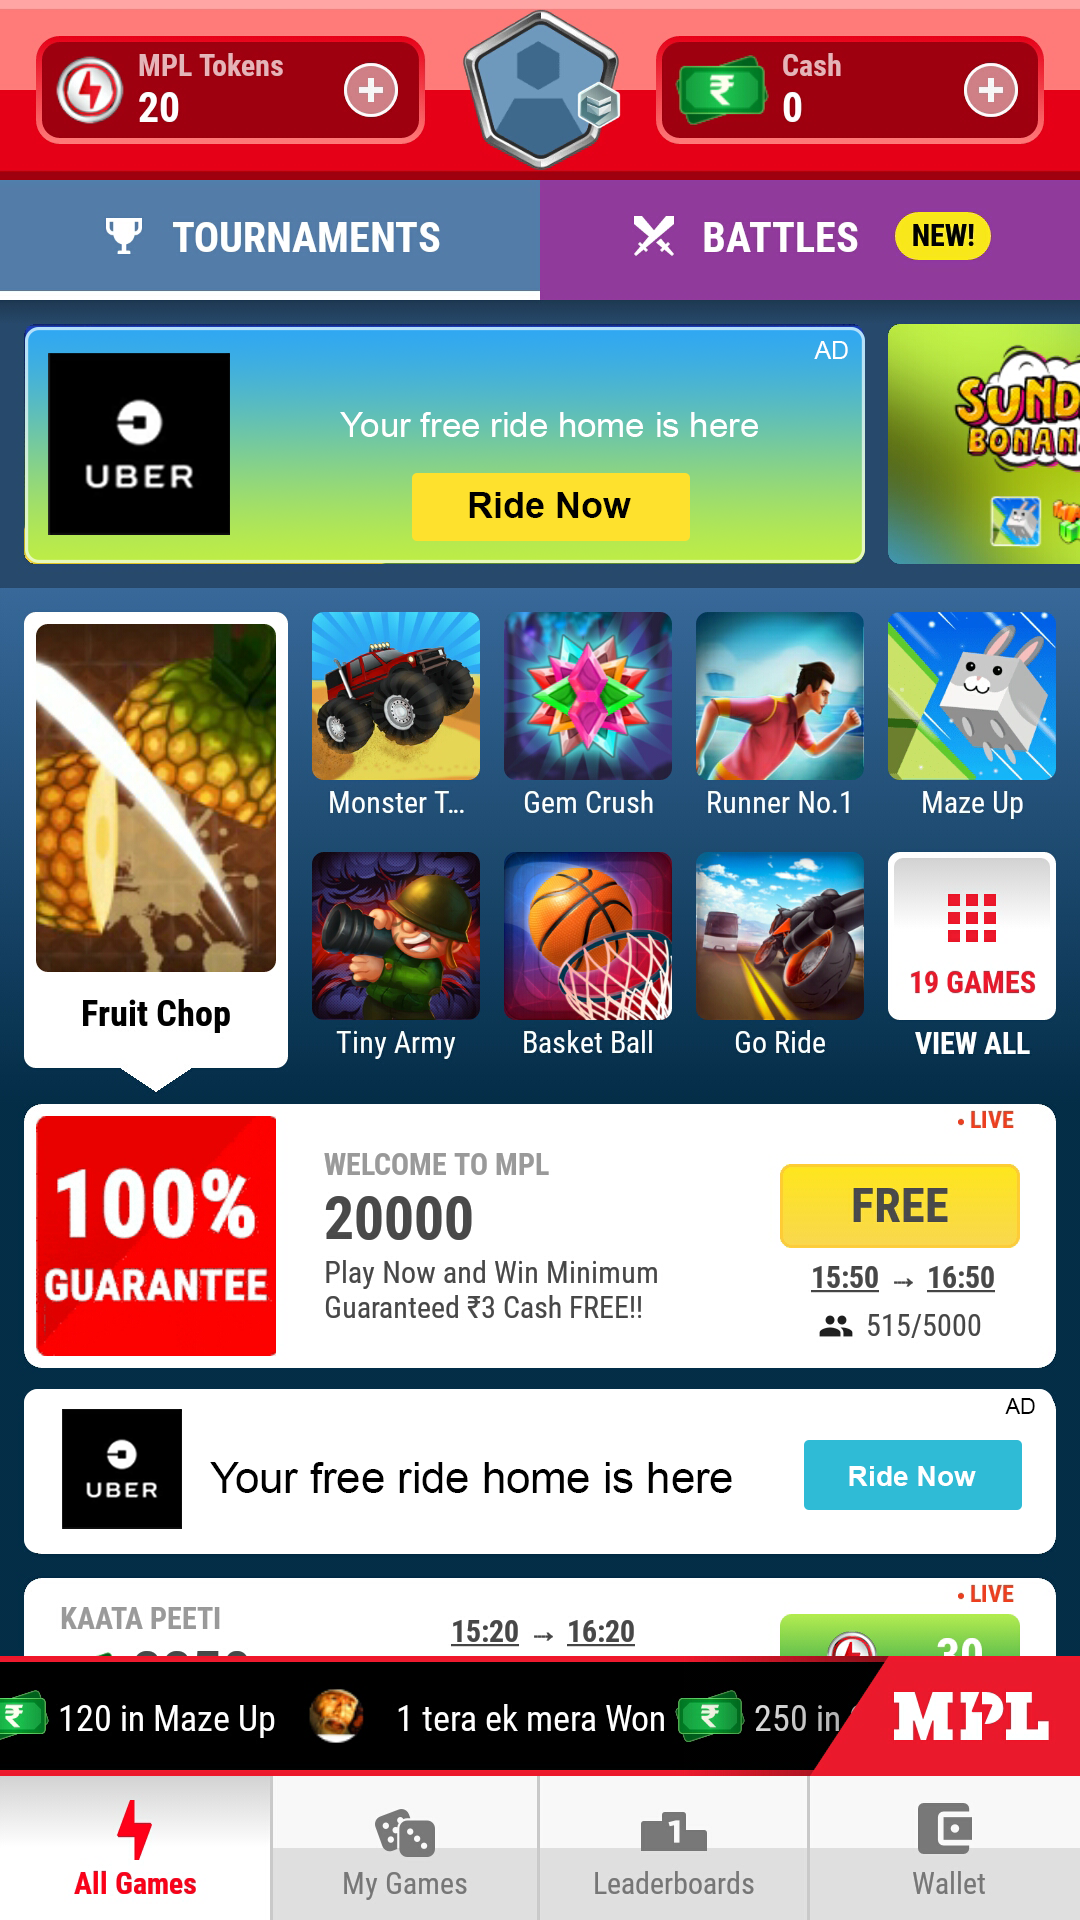 MPL Tokens
20
Cash
0
TOURNAMENTS
BATTLES
NEW!
AD
UBER
Your free ride home is here
Ride Now
Monster T...
Gem Crush
Runner No.1
Maze Up
Fruit Chop
Tiny Army
Basket Ball
Go Ride
19 GAMES
VIEW ALL
• LIVE
100%
GUARANTEE
WELCOME TO MPL
20000
Play Now and Win Minimum
Guaranteed ₹3 Cash FREE!!
FREE
15:50 → 16:50
515/5000
AD
UBER
Your free ride home is here
Ride Now
• LIVE
KAATA PEETI
15:20 → 16:20
30
120 in Maze Up
1 tera ek mera Won
250 in
MPL
All Games
My Games
1
Leaderboards
Wallet